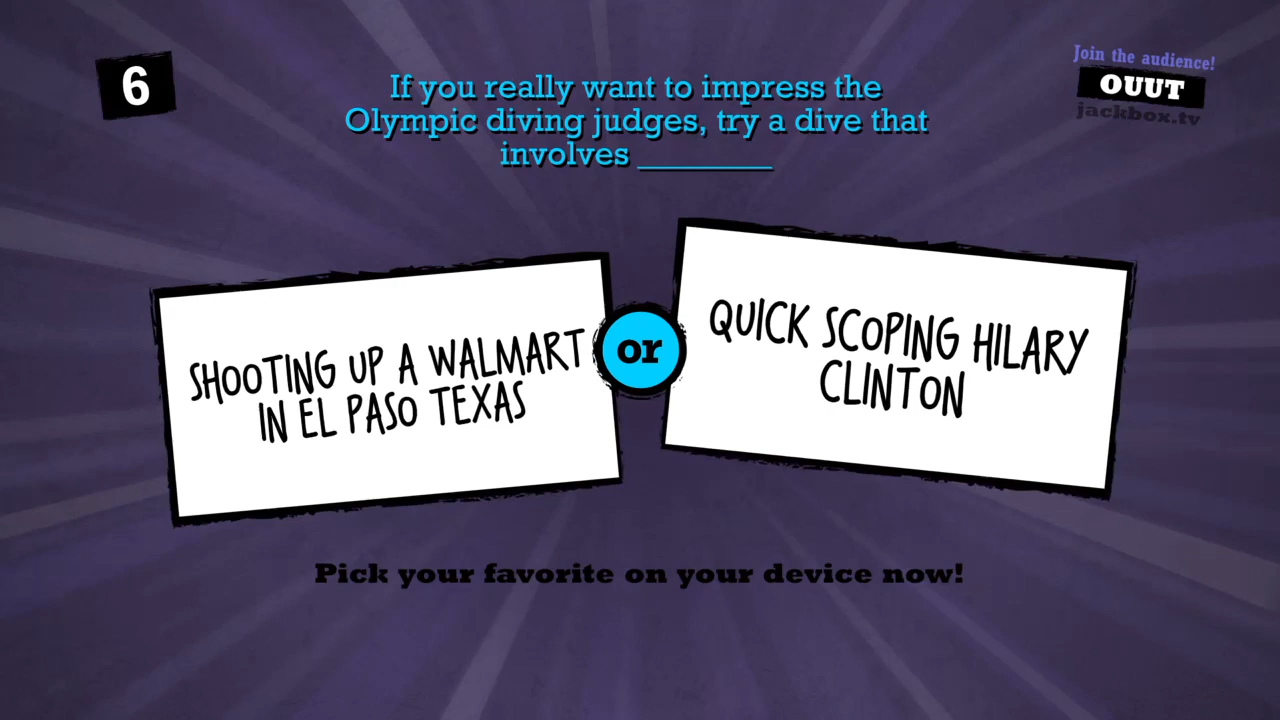 6
If you really want to impress the
Olympic diving judges, try a dive that
involves ________
Join the audience!
OUUT
jackbox.tv
SHOOTING UP A WALMART
IN EL PASO TEXAS
or
QUICK SCOPING HILARY
CLINTON
Pick your favorite on your device now!